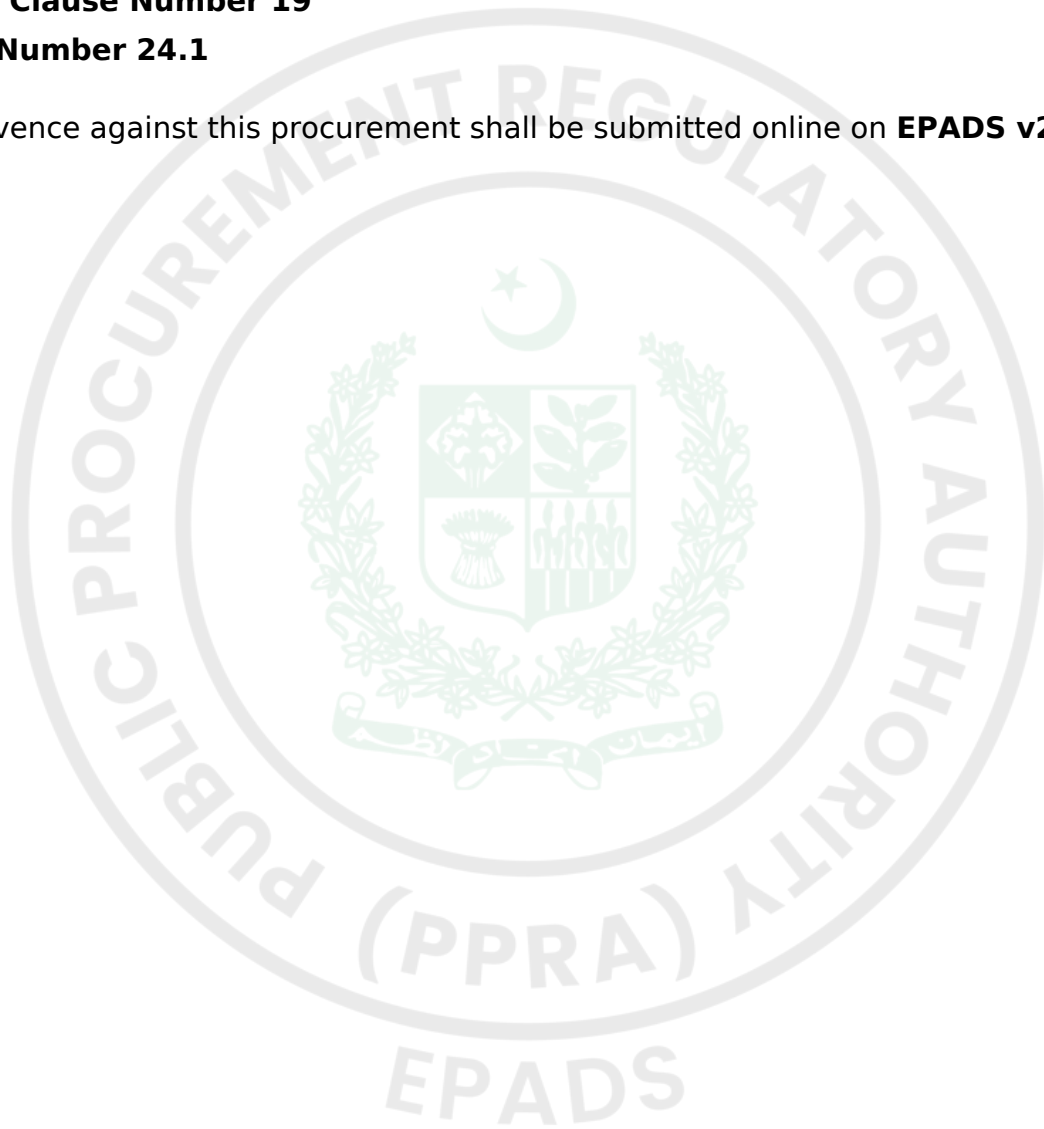 Clause Number 19
Number 24.1
vence against this procurement shall be submitted online on EPADS v2
PUBLIC PROCUREMENT REGULATORY AUTHORITY
(PPRA)
EPADS